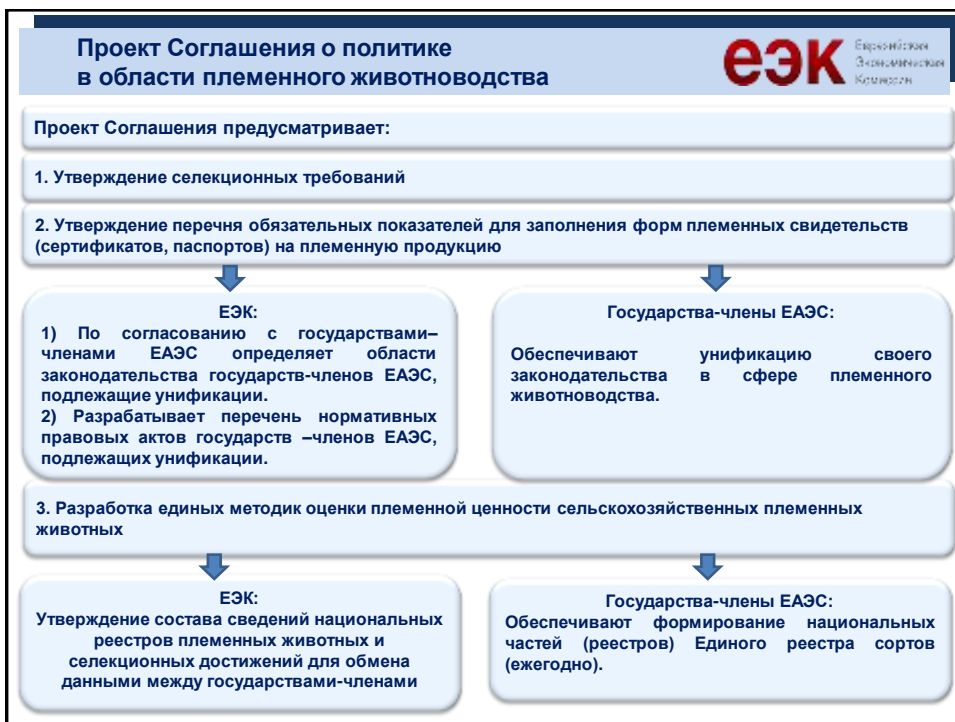 Проект Соглашения о политике
в области племенного животноводства
еэк
Евразийская
Экономическая
Комиссия
Проект Соглашения предусматривает:
1. Утверждение селекционных требований
2. Утверждение перечня обязательных показателей для заполнения форм племенных свидетельств
(сертификатов, паспортов) на племенную продукцию
ЕЭК:
1) По согласованию с государствами–
членами ЕАЭС определяет области
законодательства государств-членов ЕАЭС,
подлежащие унификации.
2) Разрабатывает перечень нормативных
правовых актов государств –членов ЕАЭС,
подлежащих унификации.
Государства-члены ЕАЭС:
Обеспечивают унификацию своего
законодательства в сфере племенного
животноводства.
3. Разработка единых методик оценки племенной ценности сельскохозяйственных племенных
животных
ЕЭК:
Утверждение состава сведений национальных
реестров племенных животных и
селекционных достижений для обмена
данными между государствами-членами
Государства-члены ЕАЭС:
Обеспечивают формирование национальных
частей (реестров) Единого реестра сортов
(ежегодно).